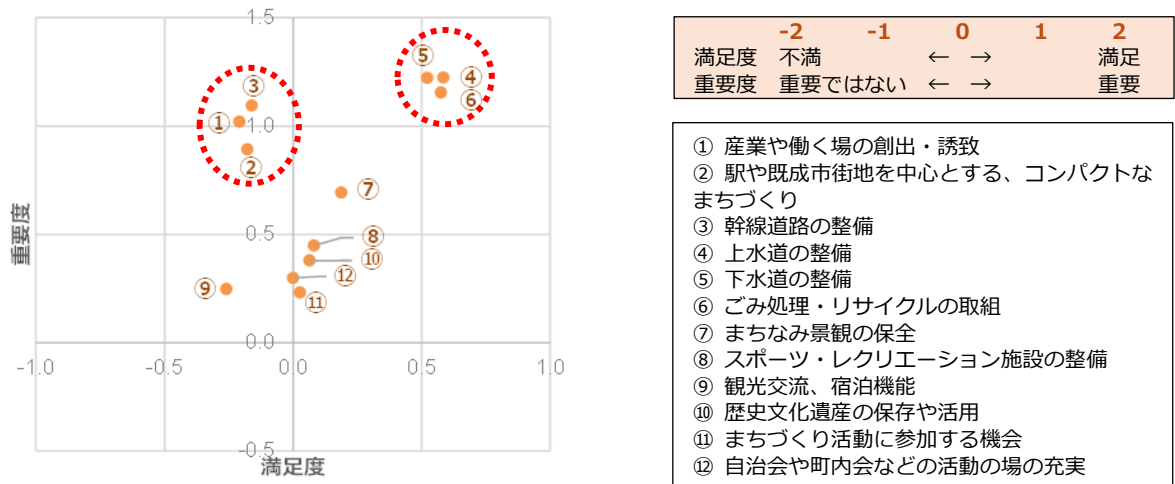 1.5
⑤
④
③
⑥
①
1.0
②
⑦
重要度
0.5
⑧
⑩
⑫
⑨
⑪
0.0
-1.0
-0.5
0.0
0.5
1.0
-0.5
満足度
-2 -1 0 1 2
満足度 不満 ← → 満足
重要度 重要ではない ← → 重要
① 産業や働く場の創出・誘致
② 駅や既成市街地を中心とする、コンパクトな
まちづくり
③ 幹線道路の整備
④ 上水道の整備
⑤ 下水道の整備
⑥ ごみ処理・リサイクルの取組
⑦ まちなみ景観の保全
⑧ スポーツ・レクリエーション施設の整備
⑨ 観光交流、宿泊機能
⑩ 歴史文化遺産の保存や活用
⑪ まちづくり活動に参加する機会
⑫ 自治会や町内会などの活動の場の充実